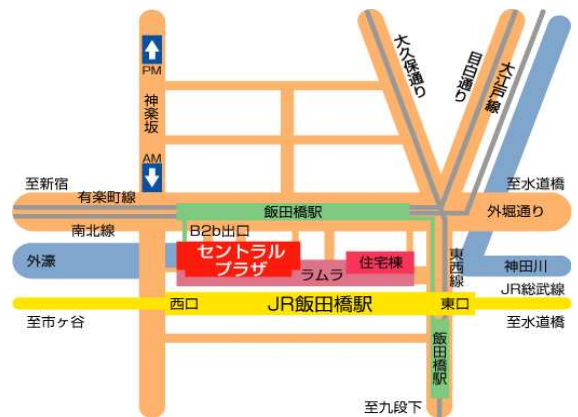 PM
神楽坂
AM
大久保通り
目白通り
大江戸線
至新宿
有楽町線
飯田橋駅
至水道橋
外堀通り
南北線
B2b出口
外濠
セントラル
プラザ
ラムラ
住宅棟
東西線
神田川
JR総武線
西口
JR飯田橋駅
東口
至市ヶ谷
至水道橋
飯田橋駅
至九段下